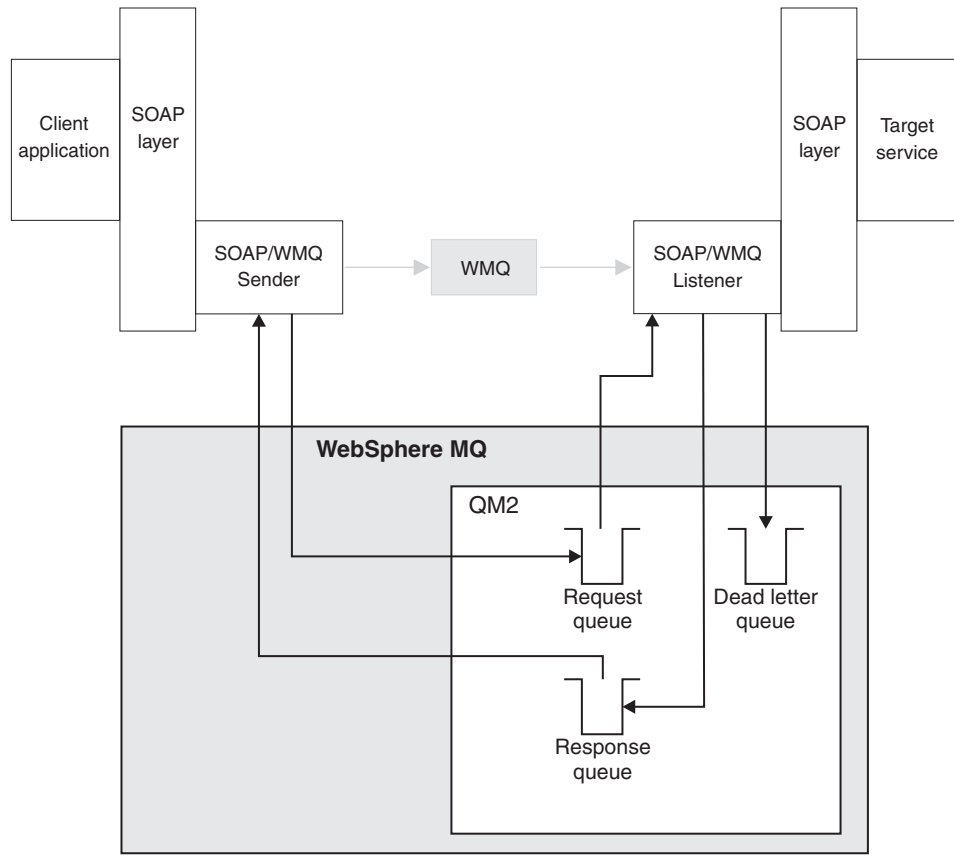 Client
application
SOAP
layer
SOAP/WMQ
Sender
WMQ
SOAP/WMQ
Listener
SOAP
layer
Target
service
WebSphere MQ
QM2
Request
queue
Dead letter
queue
Response
queue